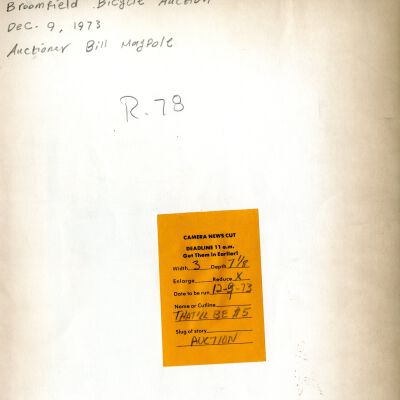 Broomfield Bicycle Auction
Dec. 9, 1973
Auctioner Bill Maypole
R.78
CAMERA NEWS CUT
DEADLINE 11 a.m.
Get Them in Earlier!
Width 3 Depth 7 1/8
Enlarge Reduce X
Date to be run 12-9-73
9
Name or Cutline
THAT'LL BE $5
Slug of story
AUCTION